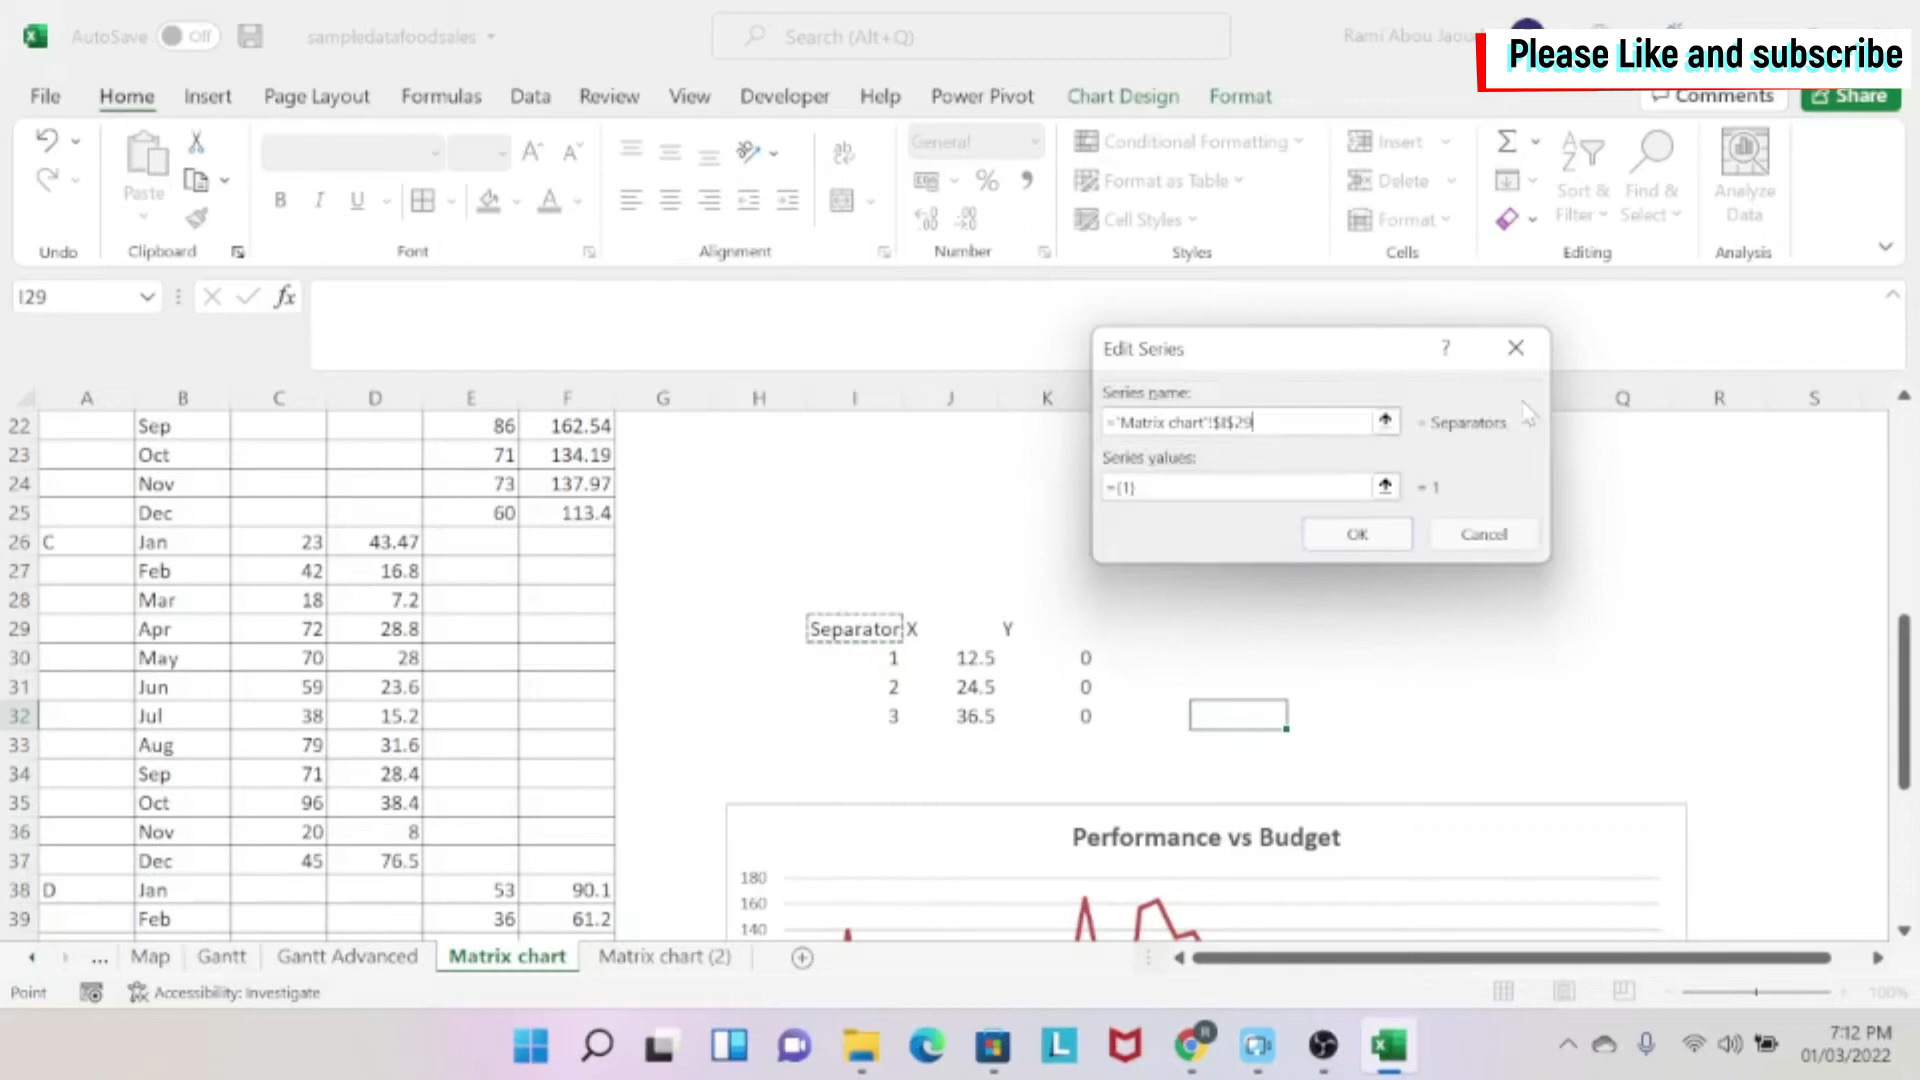 AutoSave Off
sampledatafoodsales
Search (Alt+Q)
Rami Abou Jaou
Please Like and subscribe
File Home Insert Page Layout Formulas Data Review View Developer Help Power Pivot Chart Design Format
Comments
Share
Paste
Undo
Clipboard
B I U
Font
ab
Alignment
General
% 9
Number
Conditional Formatting
Format as Table
Cell Styles
Styles
Insert
Delete
Format
Cells
Sort & Filter
Find & Select
Editing
Analyze Data
Analysis
I29
fx
Edit Series ?
Series name:
='Matrix chart'!$I$29 = Separators
Series values:
={1} = 1
OK Cancel
A B C D E F G H I J K Q R S
22 Sep 86 162.54
23 Oct 71 134.19
24 Nov 73 137.97
25 Dec 60 113.4
26 C Jan 23 43.47
27 Feb 42 16.8
28 Mar 18 7.2
29 Apr 72 28.8 Separator X Y
30 May 70 28 1 12.5 0
31 Jun 59 23.6 2 24.5 0
32 Jul 38 15.2 3 36.5 0
33 Aug 79 31.6
34 Sep 71 28.4
35 Oct 96 38.4
36 Nov 20 8
37 Dec 45 76.5
38 D Jan 53 90.1
39 Feb 36 61.2
Performance vs Budget
180
160
140
... Map Gantt Gantt Advanced Matrix chart Matrix chart (2)
Point
Accessibility: Investigate
100%
7:12 PM
01/03/2022